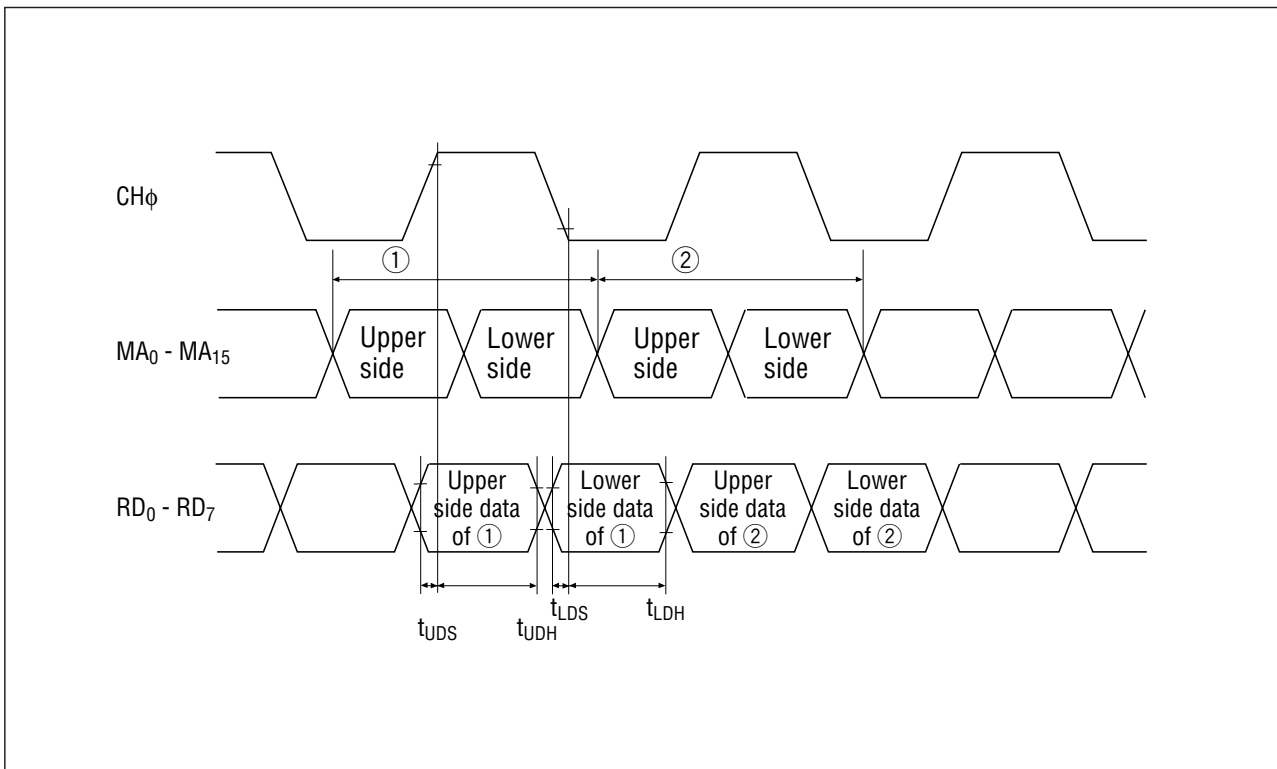 CHϕ
① ②
MA0 - MA15
Upper side
Lower side
Upper side
Lower side
RD0 - RD7
Upper side data of ①
Lower side data of ①
Upper side data of ②
Lower side data of ②
tUDS tUDH tLDS tLDH